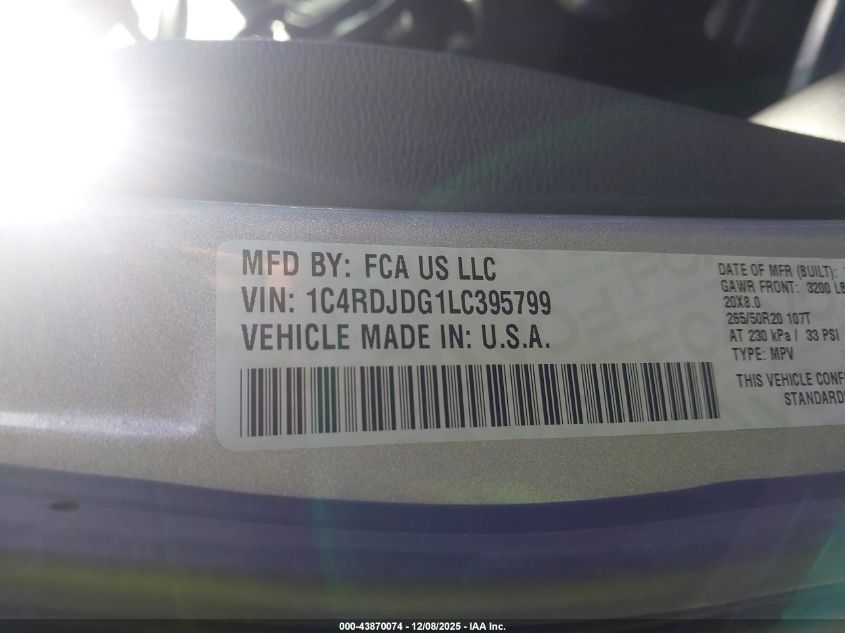 MFD BY: FCA US LLC
VIN: 1C4RDJDG1LC395799
VEHICLE MADE IN: U.S.A.
DATE OF MFR (BUILT):
GAWR FRONT: 3200 LB
20X8.0
265/50R20 107T
AT 230 kPa / 33 PSI
TYPE: MPV
THIS VEHICLE CONF
STANDARDS
000-43870074 - 12/08/2025 - IAA Inc.